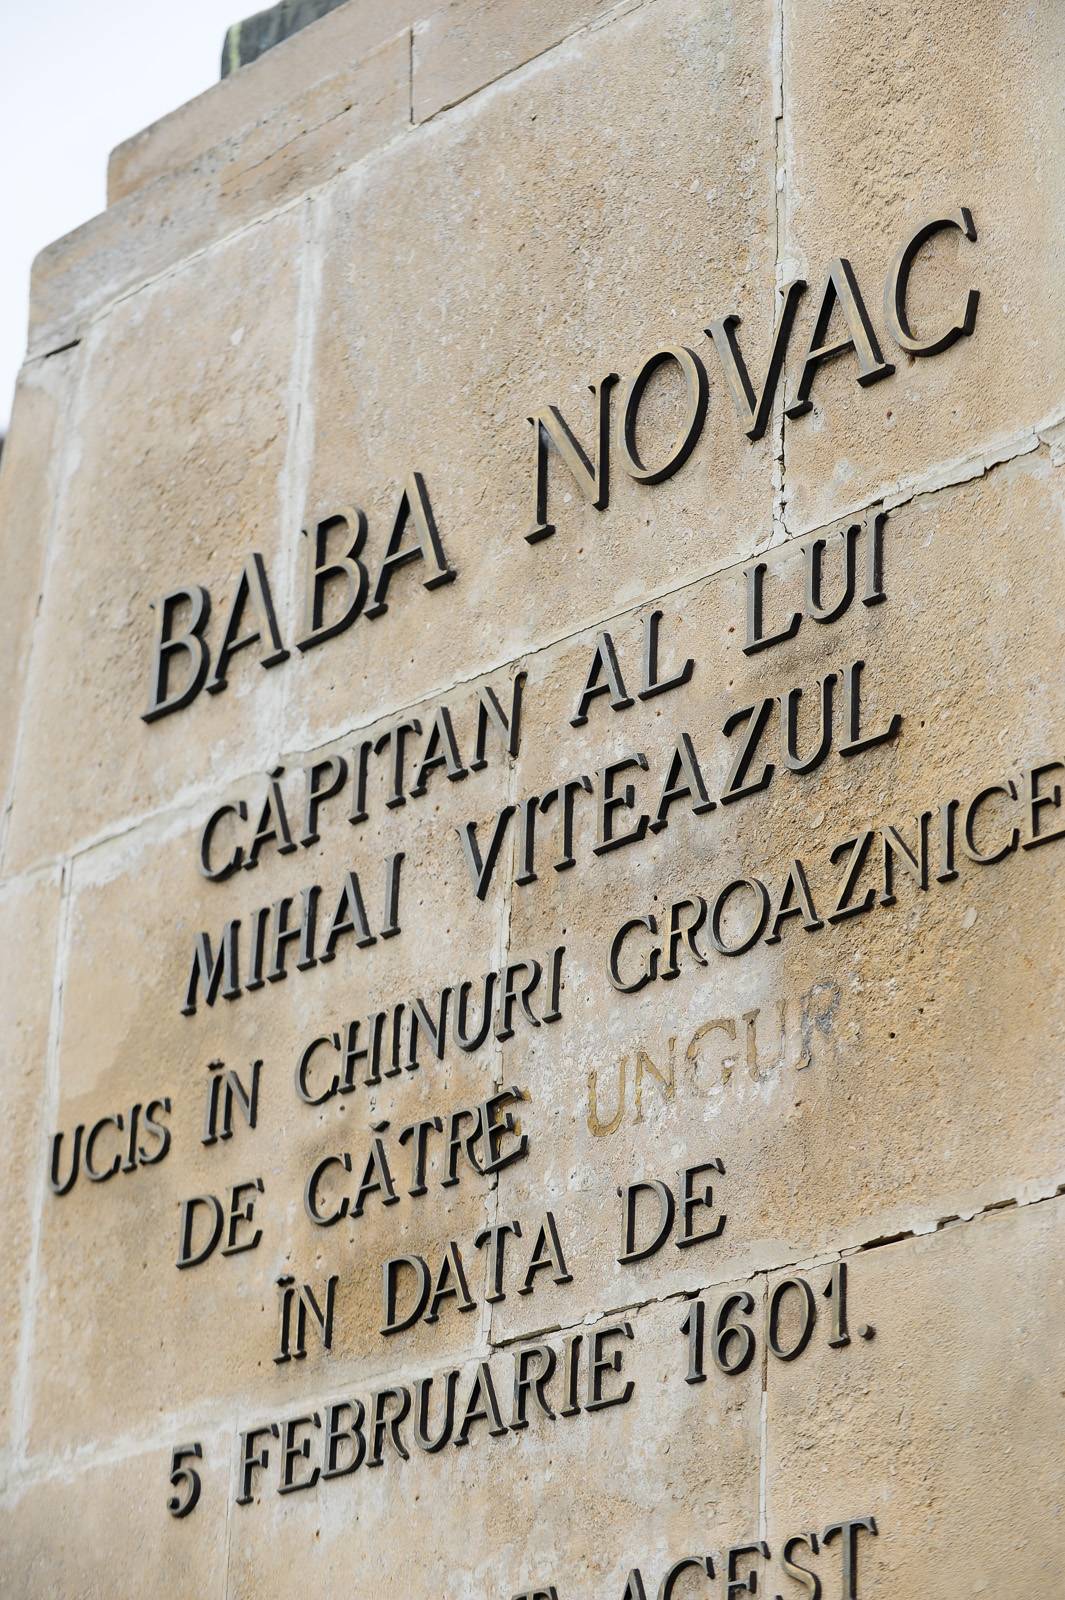 BABA NOVAC
CĂPITAN AL LUI
MIHAI VITEAZUL
UCIS ÎN CHINURI GROAZNICE
DE CĂTRE UNGUR
ÎN DATA DE
5 FEBRUARIE 1601.
ACEST